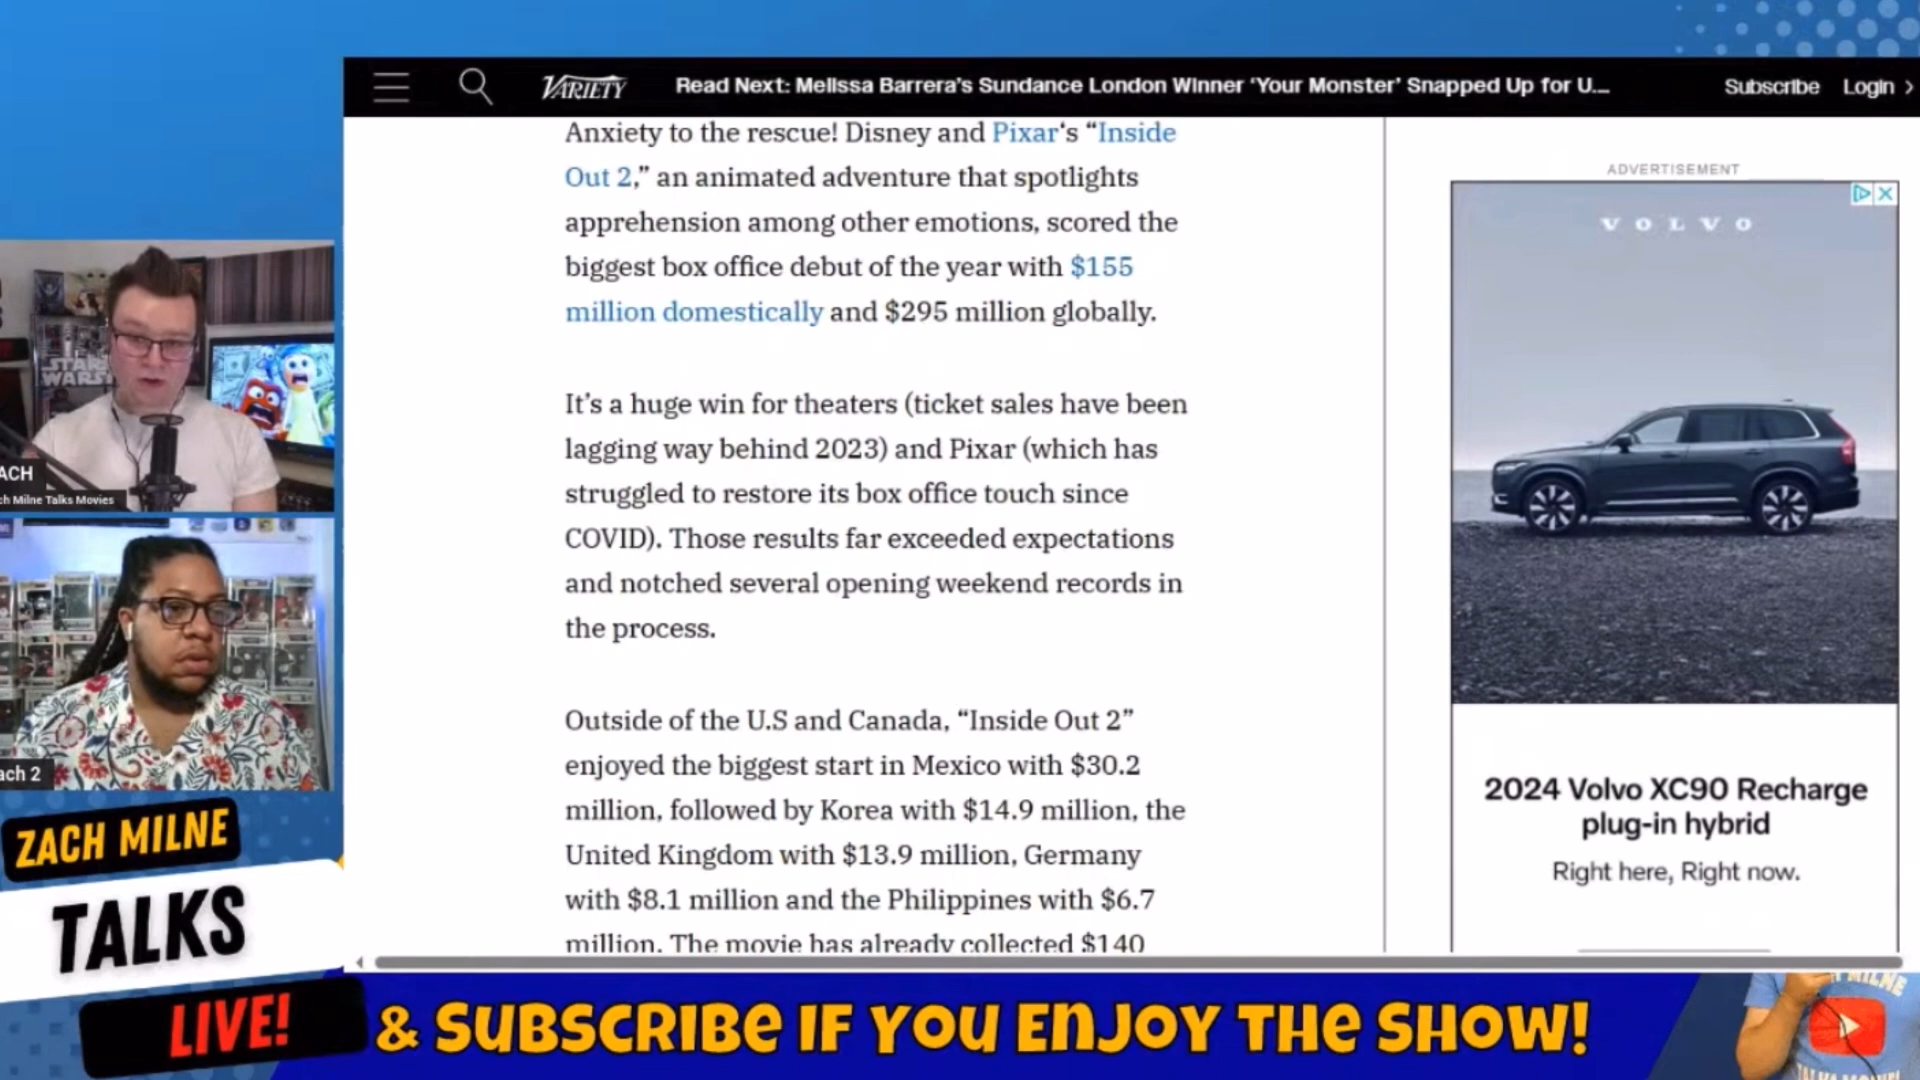 VARIETY
Read Next: Melissa Barrera's Sundance London Winner 'Your Monster' Snapped Up for U....
Subscribe
Login
Anxiety to the rescue! Disney and Pixar's “Inside
Out 2,” an animated adventure that spotlights
apprehension among other emotions, scored the
biggest box office debut of the year with $155
million domestically and $295 million globally.
It's a huge win for theaters (ticket sales have been
lagging way behind 2023) and Pixar (which has
struggled to restore its box office touch since
COVID). Those results far exceeded expectations
and notched several opening weekend records in
the process.
Outside of the U.S and Canada, “Inside Out 2”
enjoyed the biggest start in Mexico with $30.2
million, followed by Korea with $14.9 million, the
United Kingdom with $13.9 million, Germany
with $8.1 million and the Philippines with $6.7
million. The movie has already collected $140
ADVERTISEMENT
VOLVO
2024 Volvo XC90 Recharge
plug-in hybrid
Right here, Right now.
STAR
WARS
ACH
ch Milne Talks Movies
ach 2
ZACH MILNE
TALKS
LIVE!
& SUBSCRIBE IF YOU ENJOY THE SHOW!
MILNE